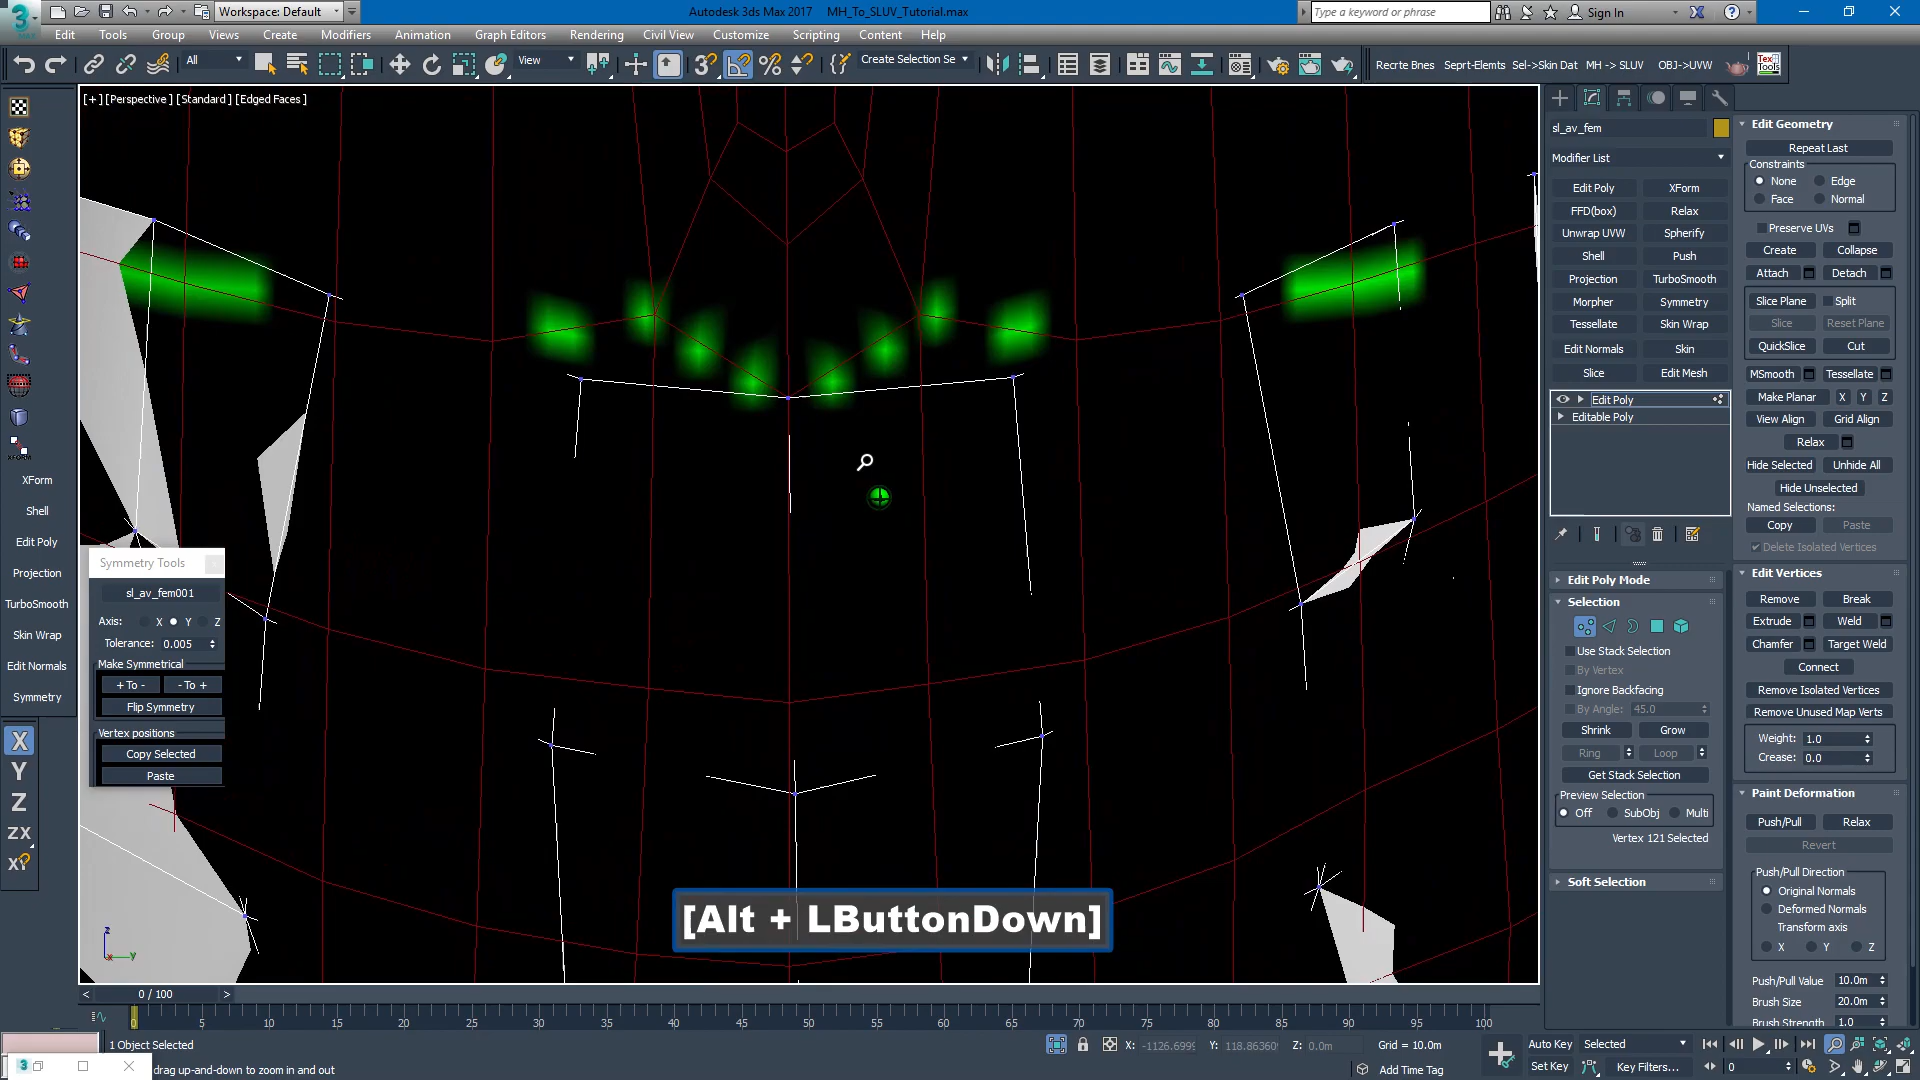 Workspace: Default
Autodesk 3ds Max 2017 MH_To_SLUV_Tutorial.max
Type a keyword or phrase
Sign In
MAX
Edit Tools Group Views Create Modifiers Animation Graph Editors Rendering Civil View Customize Scripting Content Help
All
View
Create Selection Se
Recrte Bnes Seprt-Elemts Sel->Skin Dat MH -> SLUV OBJ->UVW
[+] [Perspective] [Standard] [Edged Faces]
XForm
Shell
Edit Poly
Projection
TurboSmooth
Skin Wrap
Edit Normals
Symmetry
X
Y
Z
ZX
XY
Symmetry Tools
sl_av_fem001
Axis: X Y Z
Tolerance: 0.005
Make Symmetrical
+ To - - To +
Flip Symmetry
Vertex positions
Copy Selected
Paste
[Alt + LButtonDown]
sl_av_fem
Modifier List
Edit Poly XForm
FFD(box) Relax
Unwrap UVW Spherify
Shell Push
Projection TurboSmooth
Morpher Symmetry
Tessellate Skin Wrap
Edit Normals Skin
Slice Edit Mesh
Edit Poly
Editable Poly
Edit Poly Mode
Selection
Use Stack Selection
By Vertex
Ignore Backfacing
By Angle: 45.0
Shrink Grow
Ring Loop
Get Stack Selection
Preview Selection
Off SubObj Multi
Vertex 121 Selected
Soft Selection
Edit Geometry
Repeat Last
Constraints
None Edge
Face Normal
Preserve UVs
Create Collapse
Attach Detach
Slice Plane Split
Slice Reset Plane
QuickSlice Cut
MSmooth Tessellate
Make Planar X Y Z
View Align Grid Align
Relax
Hide Selected Unhide All
Hide Unselected
Named Selections:
Copy Paste
Delete Isolated Vertices
Edit Vertices
Remove Break
Extrude Weld
Chamfer Target Weld
Connect
Remove Isolated Vertices
Remove Unused Map Verts
Weight: 1.0
Crease: 0.0
Paint Deformation
Push/Pull Relax
Revert
Push/Pull Direction
Original Normals
Deformed Normals
Transform axis
X Y Z
Push/Pull Value 10.0m
Brush Size 20.0m
Brush Strength 1.0
< 0 / 100 >
0 5 10 15 20 25 30 35 40 45 50 55 60 65 70 75 80 85 90 95 100
1 Object Selected
X: -1126.699 Y: 118.8636 Z: 0.0m Grid = 10.0m
Auto Key Selected
drag up-and-down to zoom in and out
Add Time Tag
Set Key Key Filters... 0